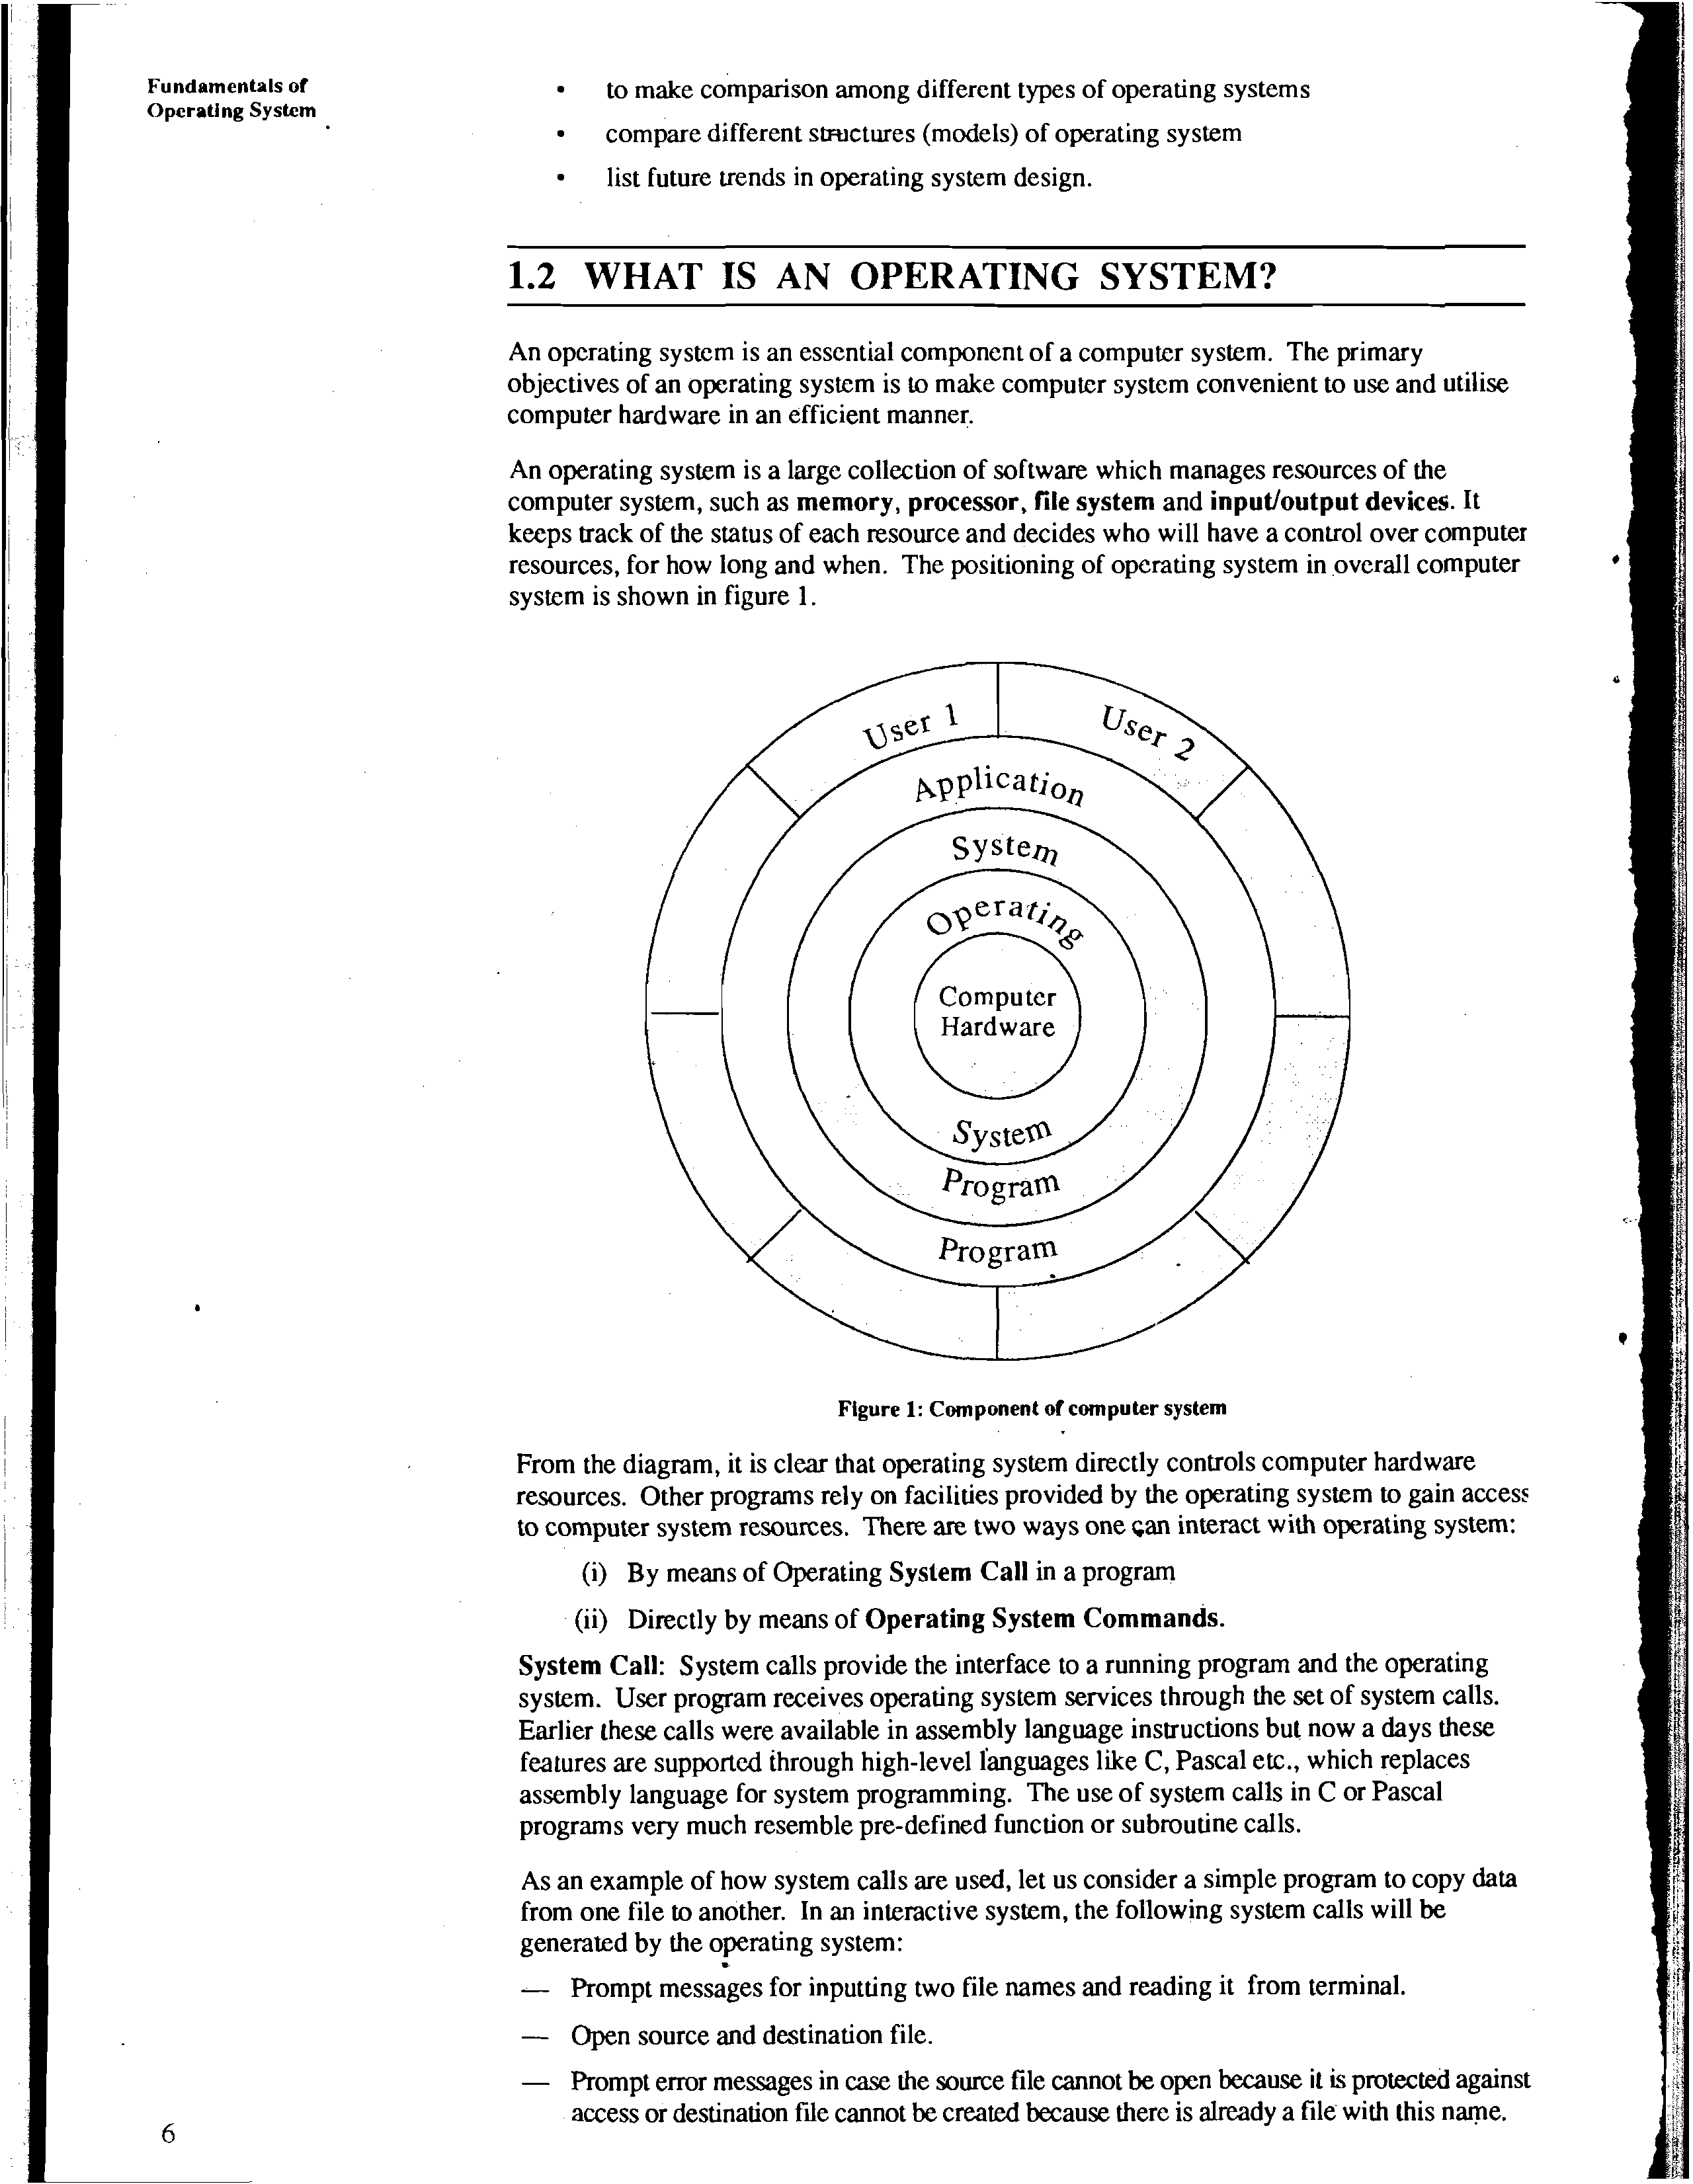 Fundamentals of
Operating System
• to make comparison among different types of operating systems
• compare different structures (models) of operating system
• list future trends in operating system design.
1.2 WHAT IS AN OPERATING SYSTEM?
An operating system is an essential component of a computer system. The primary
objectives of an operating system is to make computer system convenient to use and utilise
computer hardware in an efficient manner.
An operating system is a large collection of software which manages resources of the
computer system, such as memory, processor, file system and input/output devices. It
keeps track of the status of each resource and decides who will have a control over computer
resources, for how long and when. The positioning of operating system in overall computer
system is shown in figure 1.
User 1
User 2
Application
System
Operating
Computer
Hardware
System
Program
Program
Figure 1: Component of computer system
From the diagram, it is clear that operating system directly controls computer hardware
resources. Other programs rely on facilities provided by the operating system to gain access
to computer system resources. There are two ways one can interact with operating system:
(i) By means of Operating System Call in a program
(ii) Directly by means of Operating System Commands.
System Call: System calls provide the interface to a running program and the operating
system. User program receives operating system services through the set of system calls.
Earlier these calls were available in assembly language instructions but now a days these
features are supported through high-level languages like C, Pascal etc., which replaces
assembly language for system programming. The use of system calls in C or Pascal
programs very much resemble pre-defined function or subroutine calls.
As an example of how system calls are used, let us consider a simple program to copy data
from one file to another. In an interactive system, the following system calls will be
generated by the operating system:
— Prompt messages for inputting two file names and reading it from terminal.
— Open source and destination file.
— Prompt error messages in case the source file cannot be open because it is protected against
access or destination file cannot be created because there is already a file with this name.
6